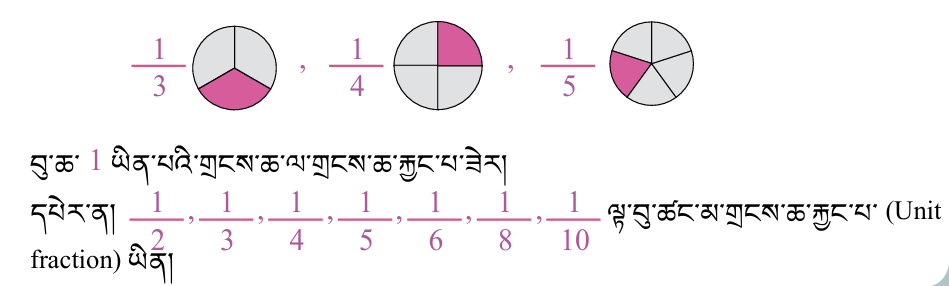 1/3 , 1/4 , 1/5
བུ་ཆ་ 1 ཡིན་པའི་གྲངས་ཆ་ལ་གྲངས་ཆ་རྐྱང་པ་ཟེར།
དཔེར་ན། 1/2, 1/3, 1/4, 1/5, 1/6, 1/8, 1/10 ལྟ་བུ་ཚང་མ་གྲངས་ཆ་རྐྱང་པ་ (Unit
fraction) ཡིན།